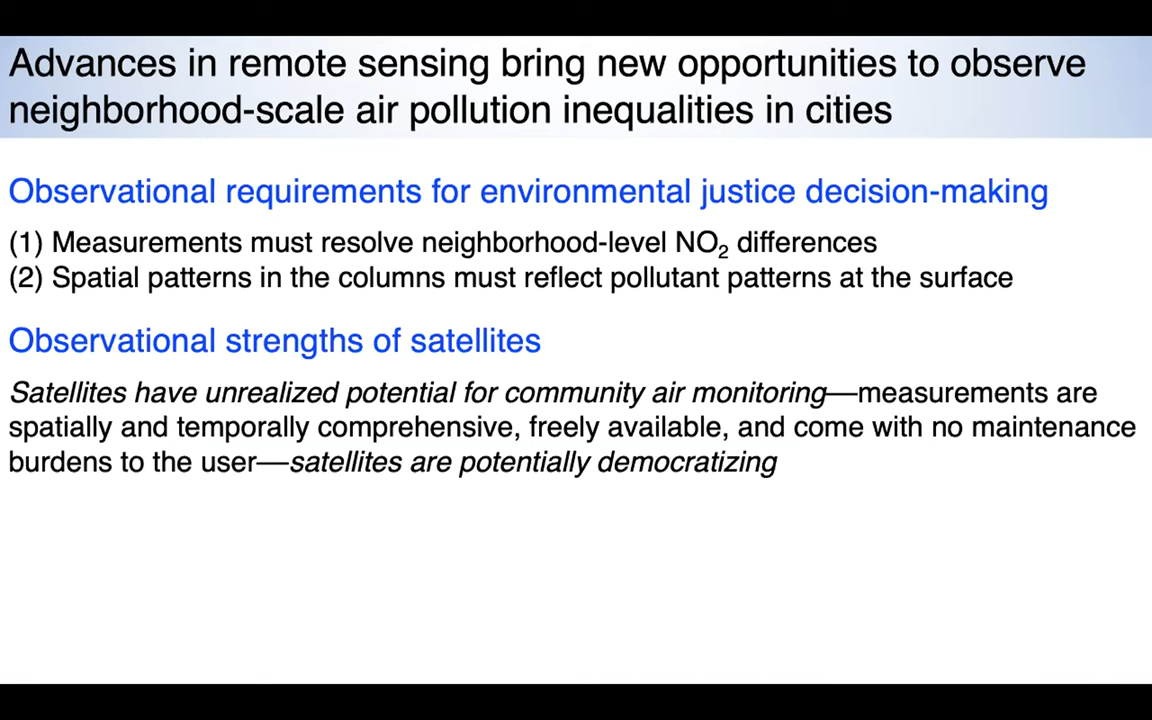 Advances in remote sensing bring new opportunities to observe
neighborhood-scale air pollution inequalities in cities
Observational requirements for environmental justice decision-making
(1) Measurements must resolve neighborhood-level NO₂ differences
(2) Spatial patterns in the columns must reflect pollutant patterns at the surface
Observational strengths of satellites
Satellites have unrealized potential for community air monitoring—measurements are
spatially and temporally comprehensive, freely available, and come with no maintenance
burdens to the user—satellites are potentially democratizing